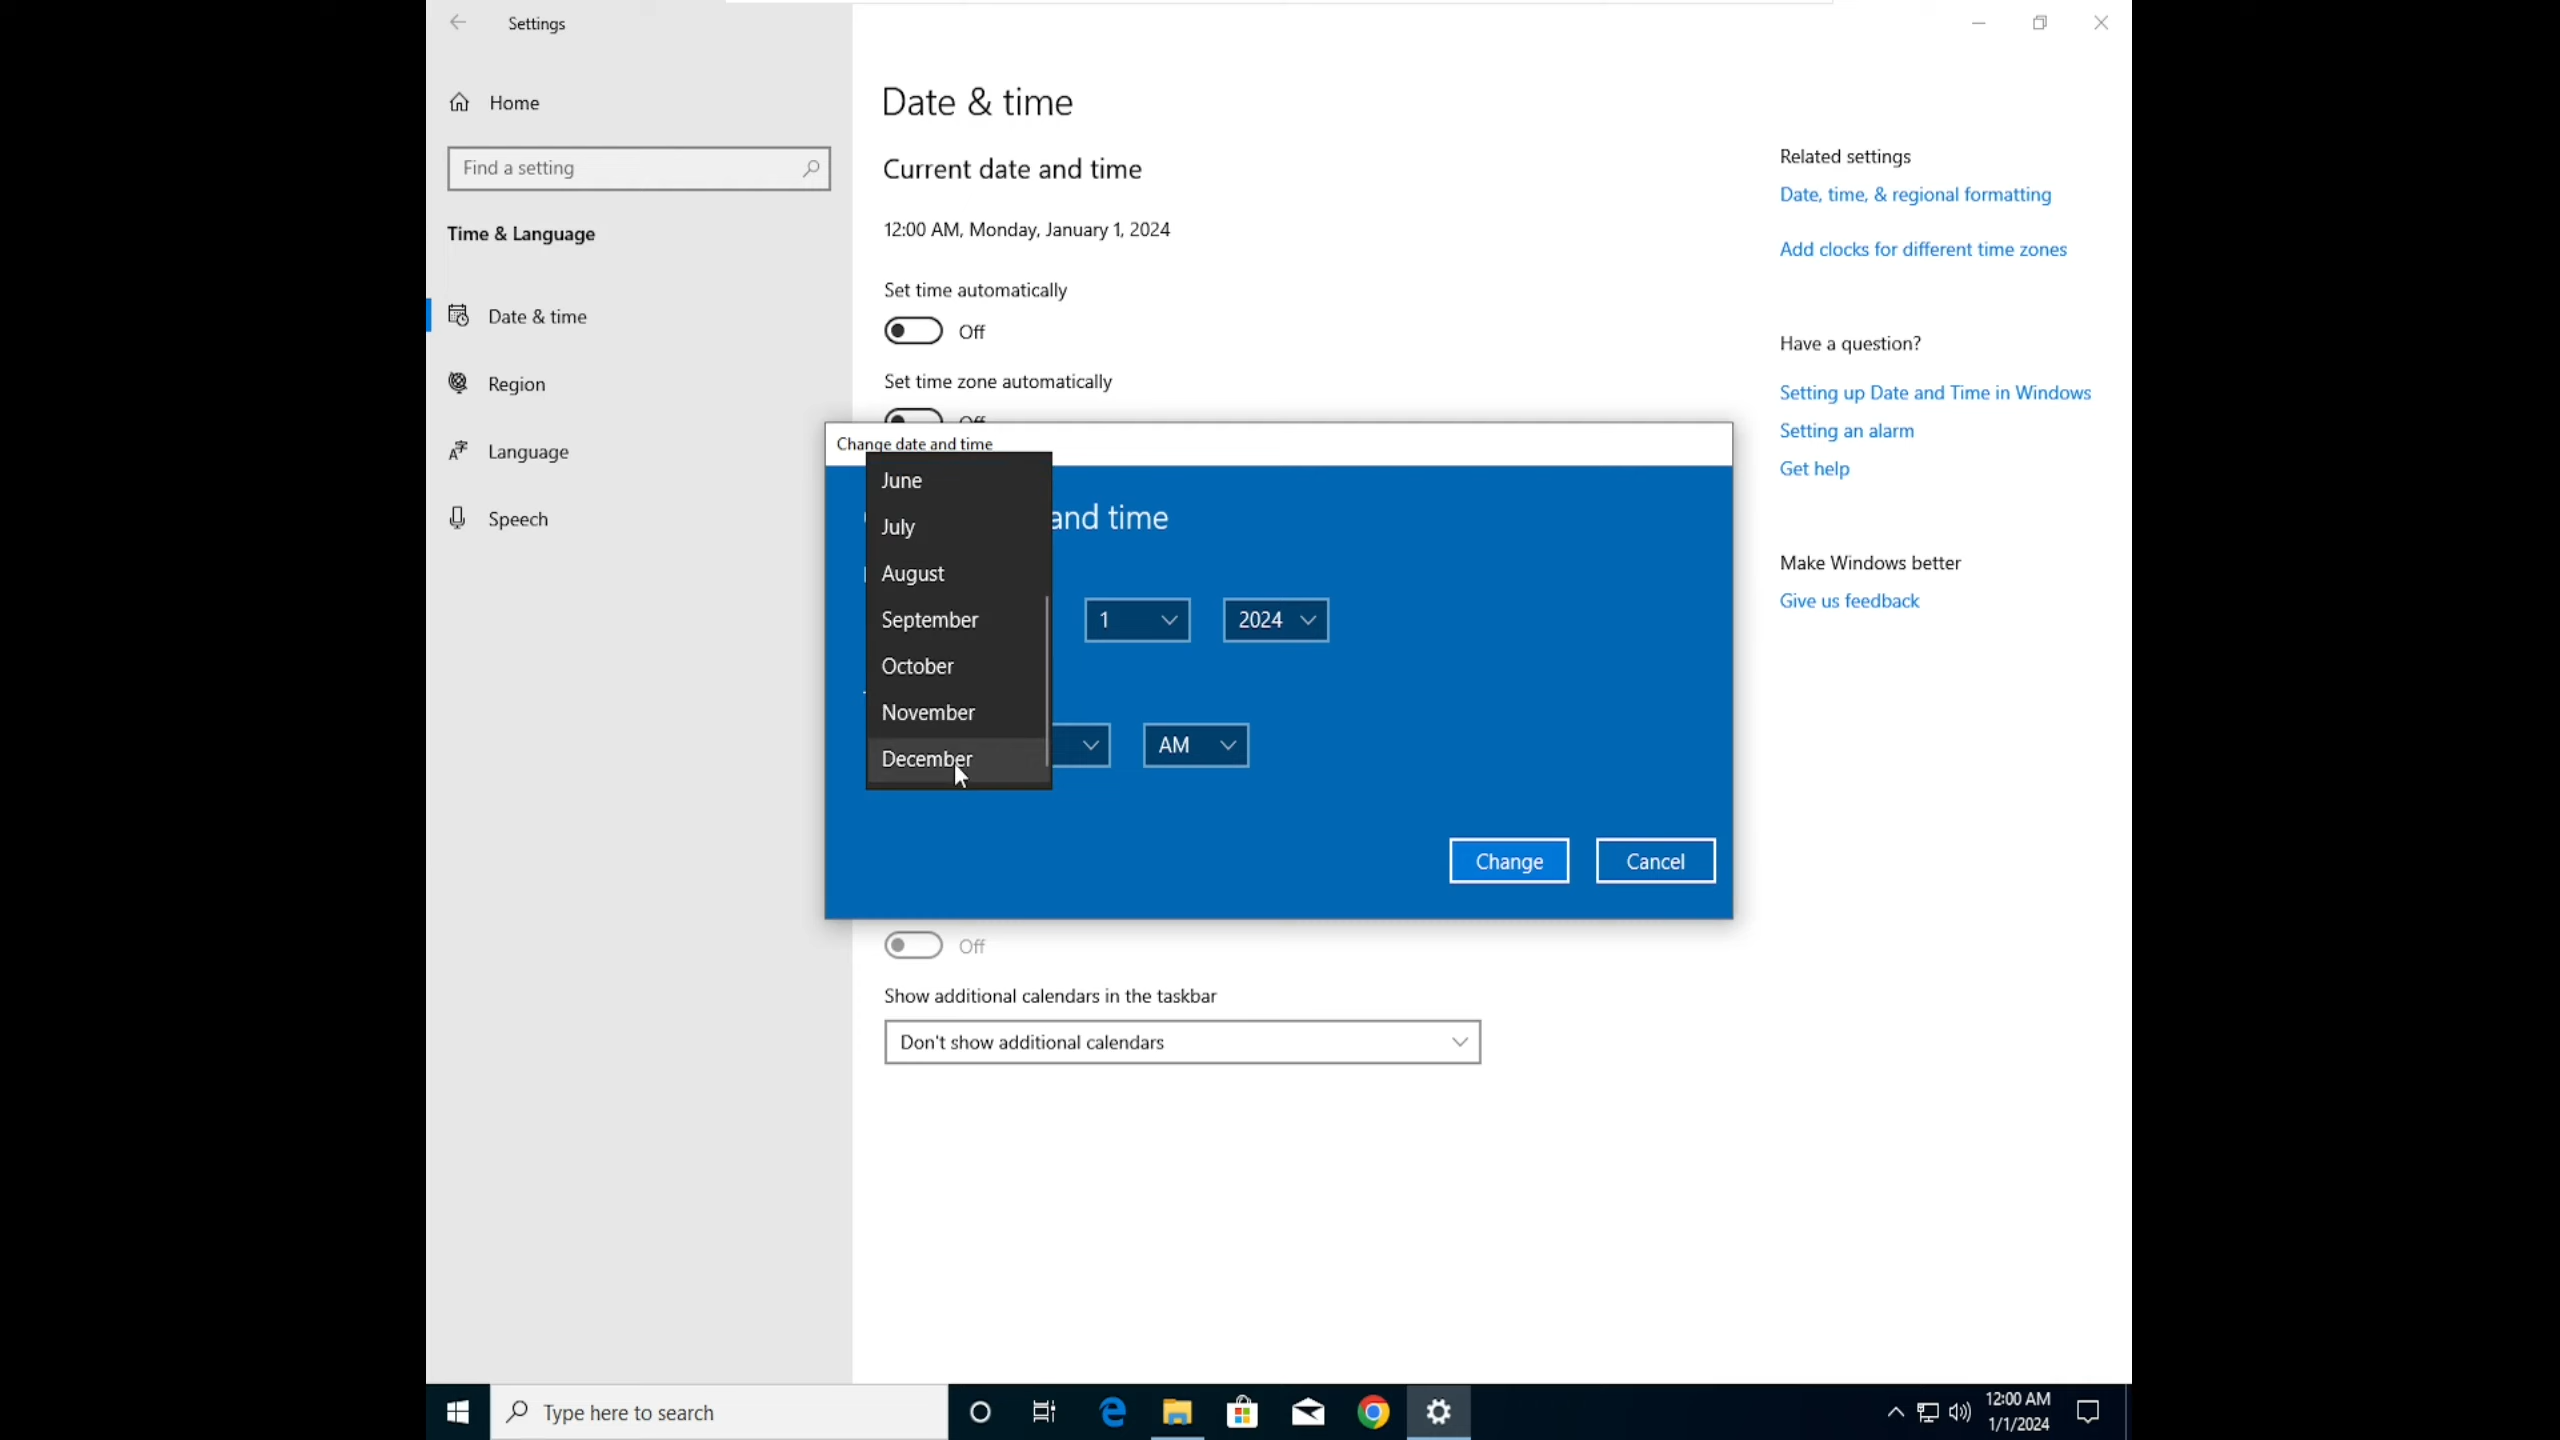 Settings
Home
Find a setting
Time & Language
Date & time
Region
Language
Speech
Date & time
Current date and time
12:00 AM, Monday, January 1, 2024
Set time automatically
Off
Set time zone automatically
Off
Change date and time
and time
June
July
August
September
October
November
December
1
2024
AM
Change
Cancel
Off
Show additional calendars in the taskbar
Don't show additional calendars
Related settings
Date, time, & regional formatting
Add clocks for different time zones
Have a question?
Setting up Date and Time in Windows
Setting an alarm
Get help
Make Windows better
Give us feedback
Type here to search
12:00 AM
1/1/2024